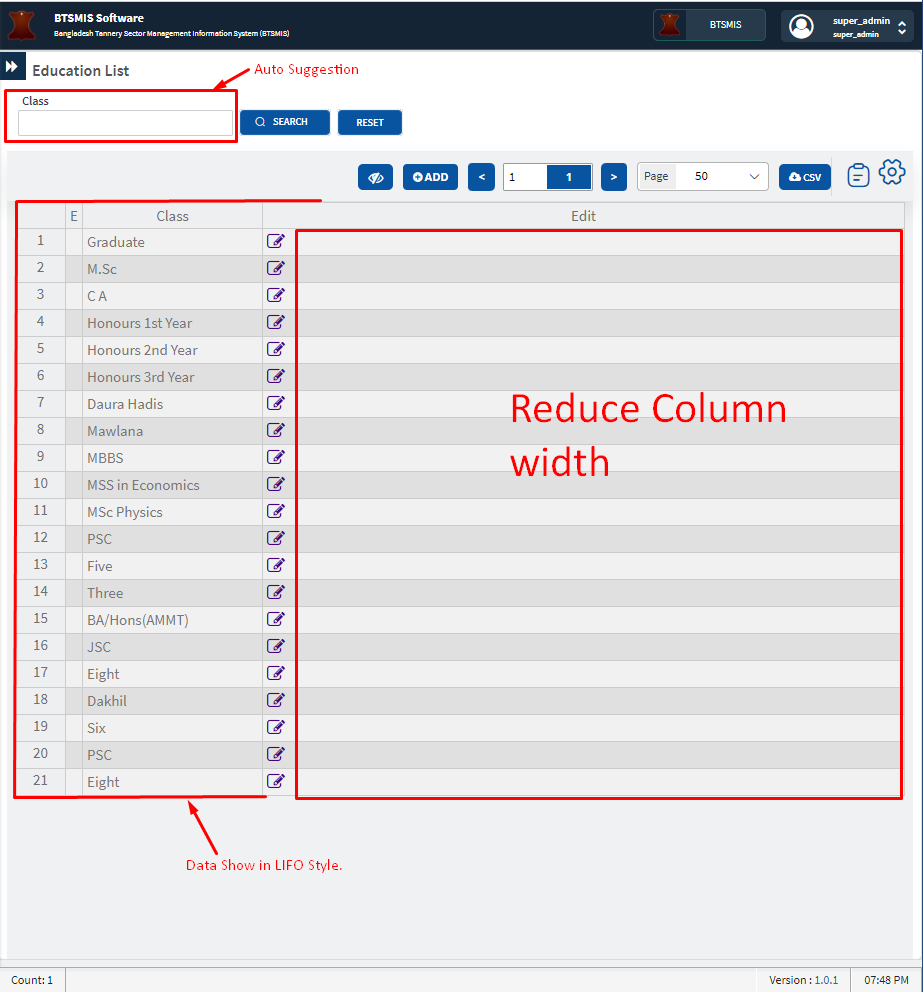 BTSMIS Software
Bangladesh Tannery Sector Management Information System (BTSMIS)
BTSMIS
super_admin
super_admin
Education List
Auto Suggestion
Class
SEARCH
RESET
ADD
<
1
1
>
Page
50
CSV
E
Class
Edit
1
Graduate
2
M.Sc
3
C A
4
Honours 1st Year
5
Honours 2nd Year
6
Honours 3rd Year
7
Daura Hadis
8
Mawlana
9
MBBS
10
MSS in Economics
11
MSc Physics
12
PSC
13
Five
14
Three
15
BA/Hons(AMMT)
16
JSC
17
Eight
18
Dakhil
19
Six
20
PSC
21
Eight
Reduce Column
width
Data Show in LIFO Style.
Count: 1
Version : 1.0.1
07:48 PM